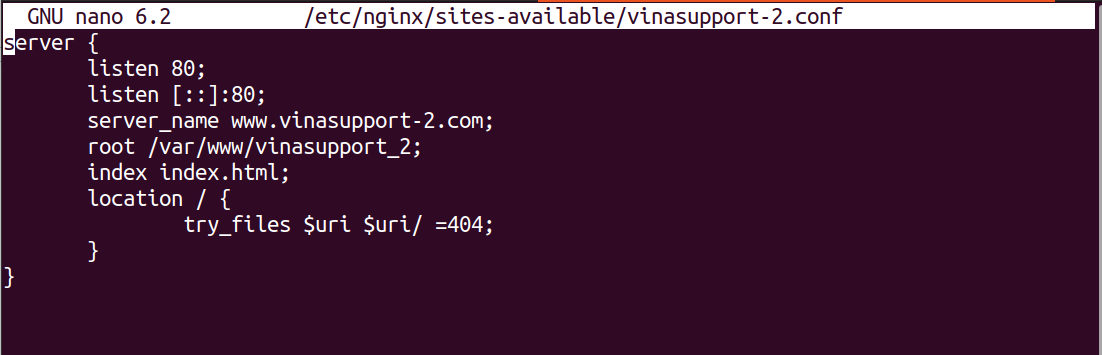 GNU nano 6.2 /etc/nginx/sites-available/vinasupport-2.conf
server {
listen 80;
listen [::]:80;
server_name www.vinasupport-2.com;
root /var/www/vinasupport_2;
index index.html;
location / {
try_files $uri $uri/ =404;
}
}